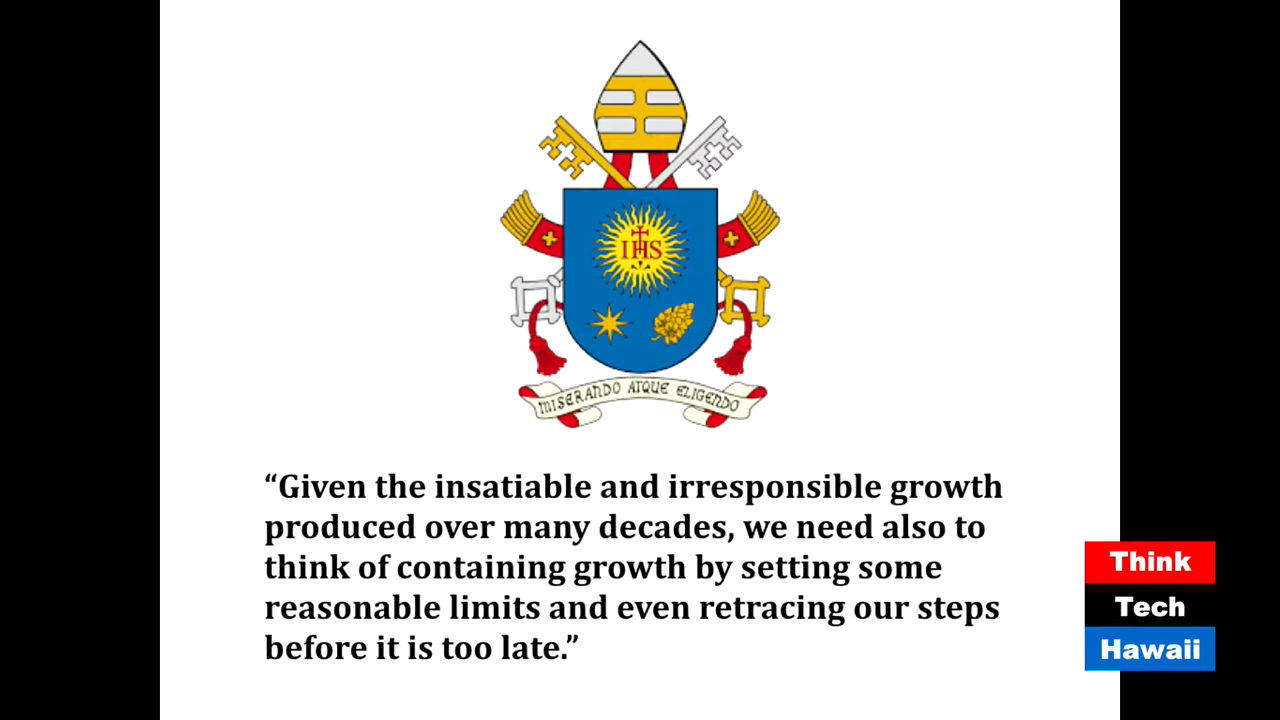 IHS
MISERANDO ATQUE ELIGENDO
“Given the insatiable and irresponsible growth
produced over many decades, we need also to
think of containing growth by setting some
reasonable limits and even retracing our steps
before it is too late.”
Think
Tech
Hawaii